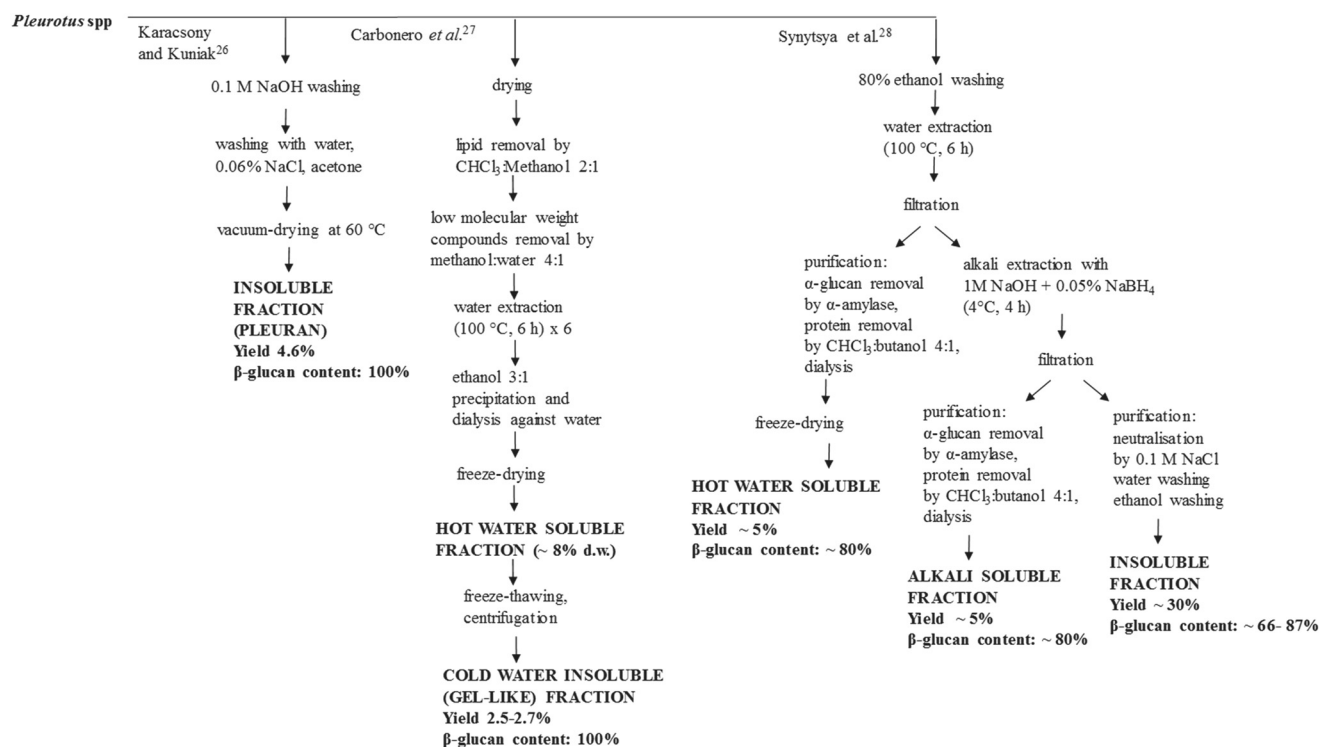 Pleurotus spp
Karacsony
and Kuniak26
0.1 M NaOH washing
washing with water,
0.06% NaCl, acetone
vacuum-drying at 60 °C
INSOLUBLE
FRACTION
(PLEURAN)
Yield 4.6%
β-glucan content: 100%
Carbonero et al.27
drying
lipid removal by
CHCl3:Methanol 2:1
low molecular weight
compounds removal by
methanol:water 4:1
water extraction
(100 °C, 6 h) x 6
ethanol 3:1
precipitation and
dialysis against water
freeze-drying
HOT WATER SOLUBLE
FRACTION (~ 8% d.w.)
freeze-thawing,
centrifugation
COLD WATER INSOLUBLE
(GEL-LIKE) FRACTION
Yield 2.5-2.7%
β-glucan content: 100%
Synytsya et al.28
80% ethanol washing
water extraction
(100 °C, 6 h)
filtration
purification:
α-glucan removal
by α-amylase,
protein removal
by CHCl3:butanol 4:1,
dialysis
freeze-drying
HOT WATER SOLUBLE
FRACTION
Yield ~ 5%
β-glucan content: ~ 80%
alkali extraction with
1M NaOH + 0.05% NaBH4
(4°C, 4 h)
filtration
purification:
α-glucan removal
by α-amylase,
protein removal
by CHCl3:butanol 4:1,
dialysis
ALKALI SOLUBLE
FRACTION
Yield ~ 5%
β-glucan content: ~ 80%
purification:
neutralisation
by 0.1 M NaCl
water washing
ethanol washing
INSOLUBLE
FRACTION
Yield ~ 30%
β-glucan content: ~ 66- 87%